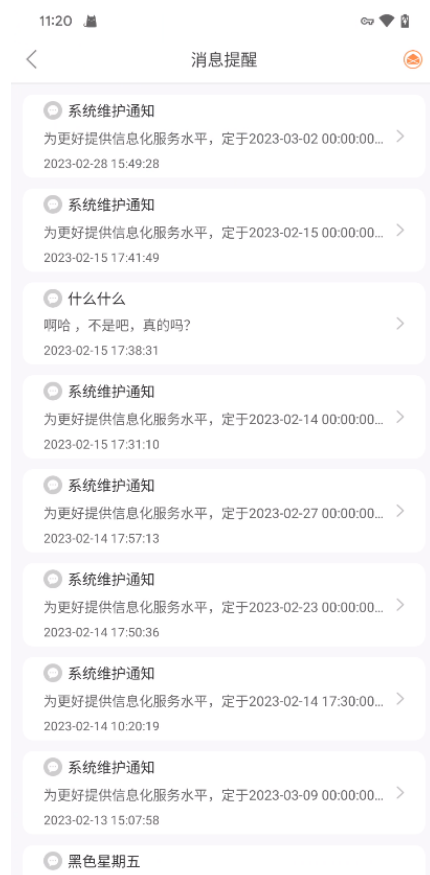 11:20
消息提醒
系统维护通知
为更好提供信息化服务水平，定于2023-03-02 00:00:00...
2023-02-28 15:49:28
系统维护通知
为更好提供信息化服务水平，定于2023-02-15 00:00:00...
2023-02-15 17:41:49
什么什么
啊哈 ，不是吧，真的吗？
2023-02-15 17:38:31
系统维护通知
为更好提供信息化服务水平，定于2023-02-14 00:00:00...
2023-02-15 17:31:10
系统维护通知
为更好提供信息化服务水平，定于2023-02-27 00:00:00...
2023-02-14 17:57:13
系统维护通知
为更好提供信息化服务水平，定于2023-02-23 00:00:00...
2023-02-14 17:50:36
系统维护通知
为更好提供信息化服务水平，定于2023-02-14 17:30:00...
2023-02-14 10:20:19
系统维护通知
为更好提供信息化服务水平，定于2023-03-09 00:00:00...
2023-02-13 15:07:58
黑色星期五